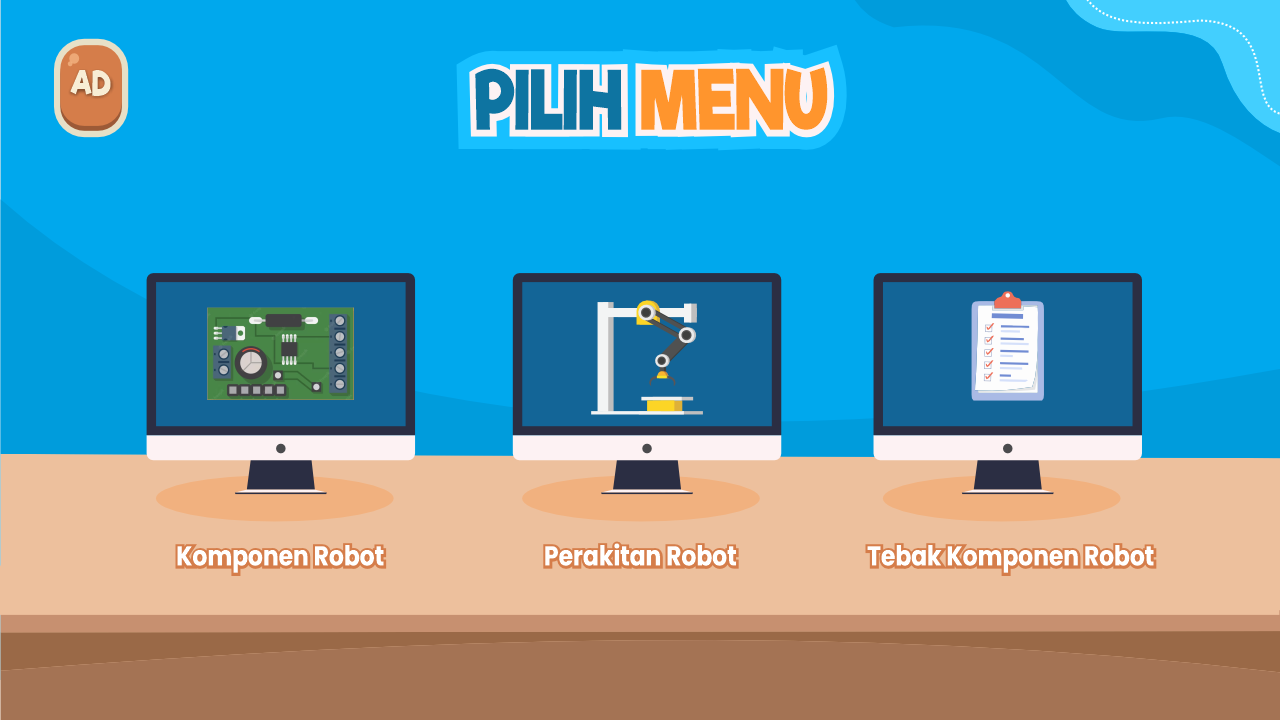 AD
PILIH MENU
Komponen Robot
Perakitan Robot
Tebak Komponen Robot